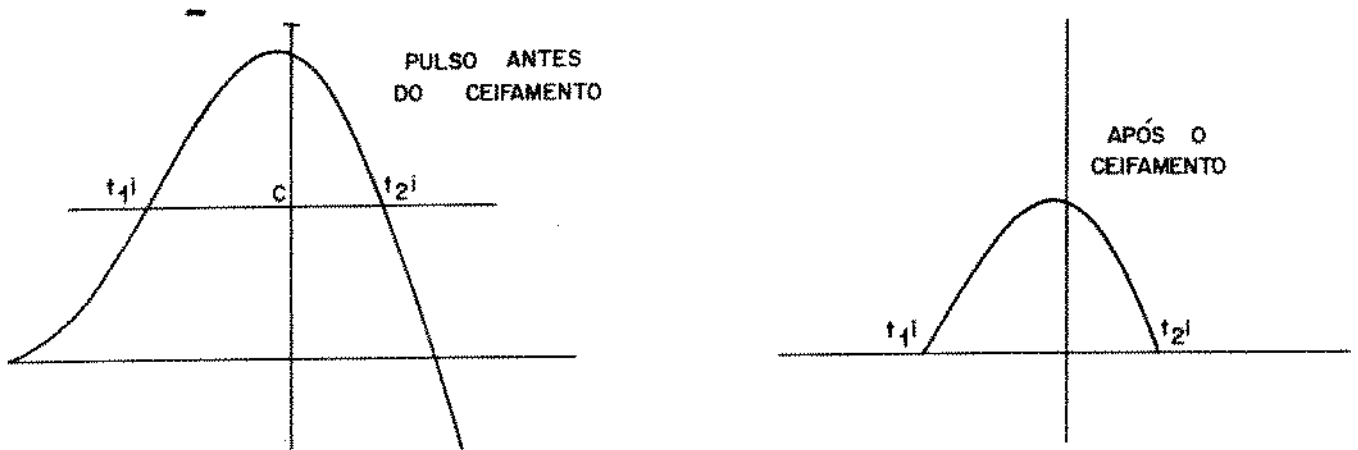 PULSO ANTES
DO CEIFAMENTO
t₁i
C
t₂i
APÓS O
CEIFAMENTO
t₁i
t₂i